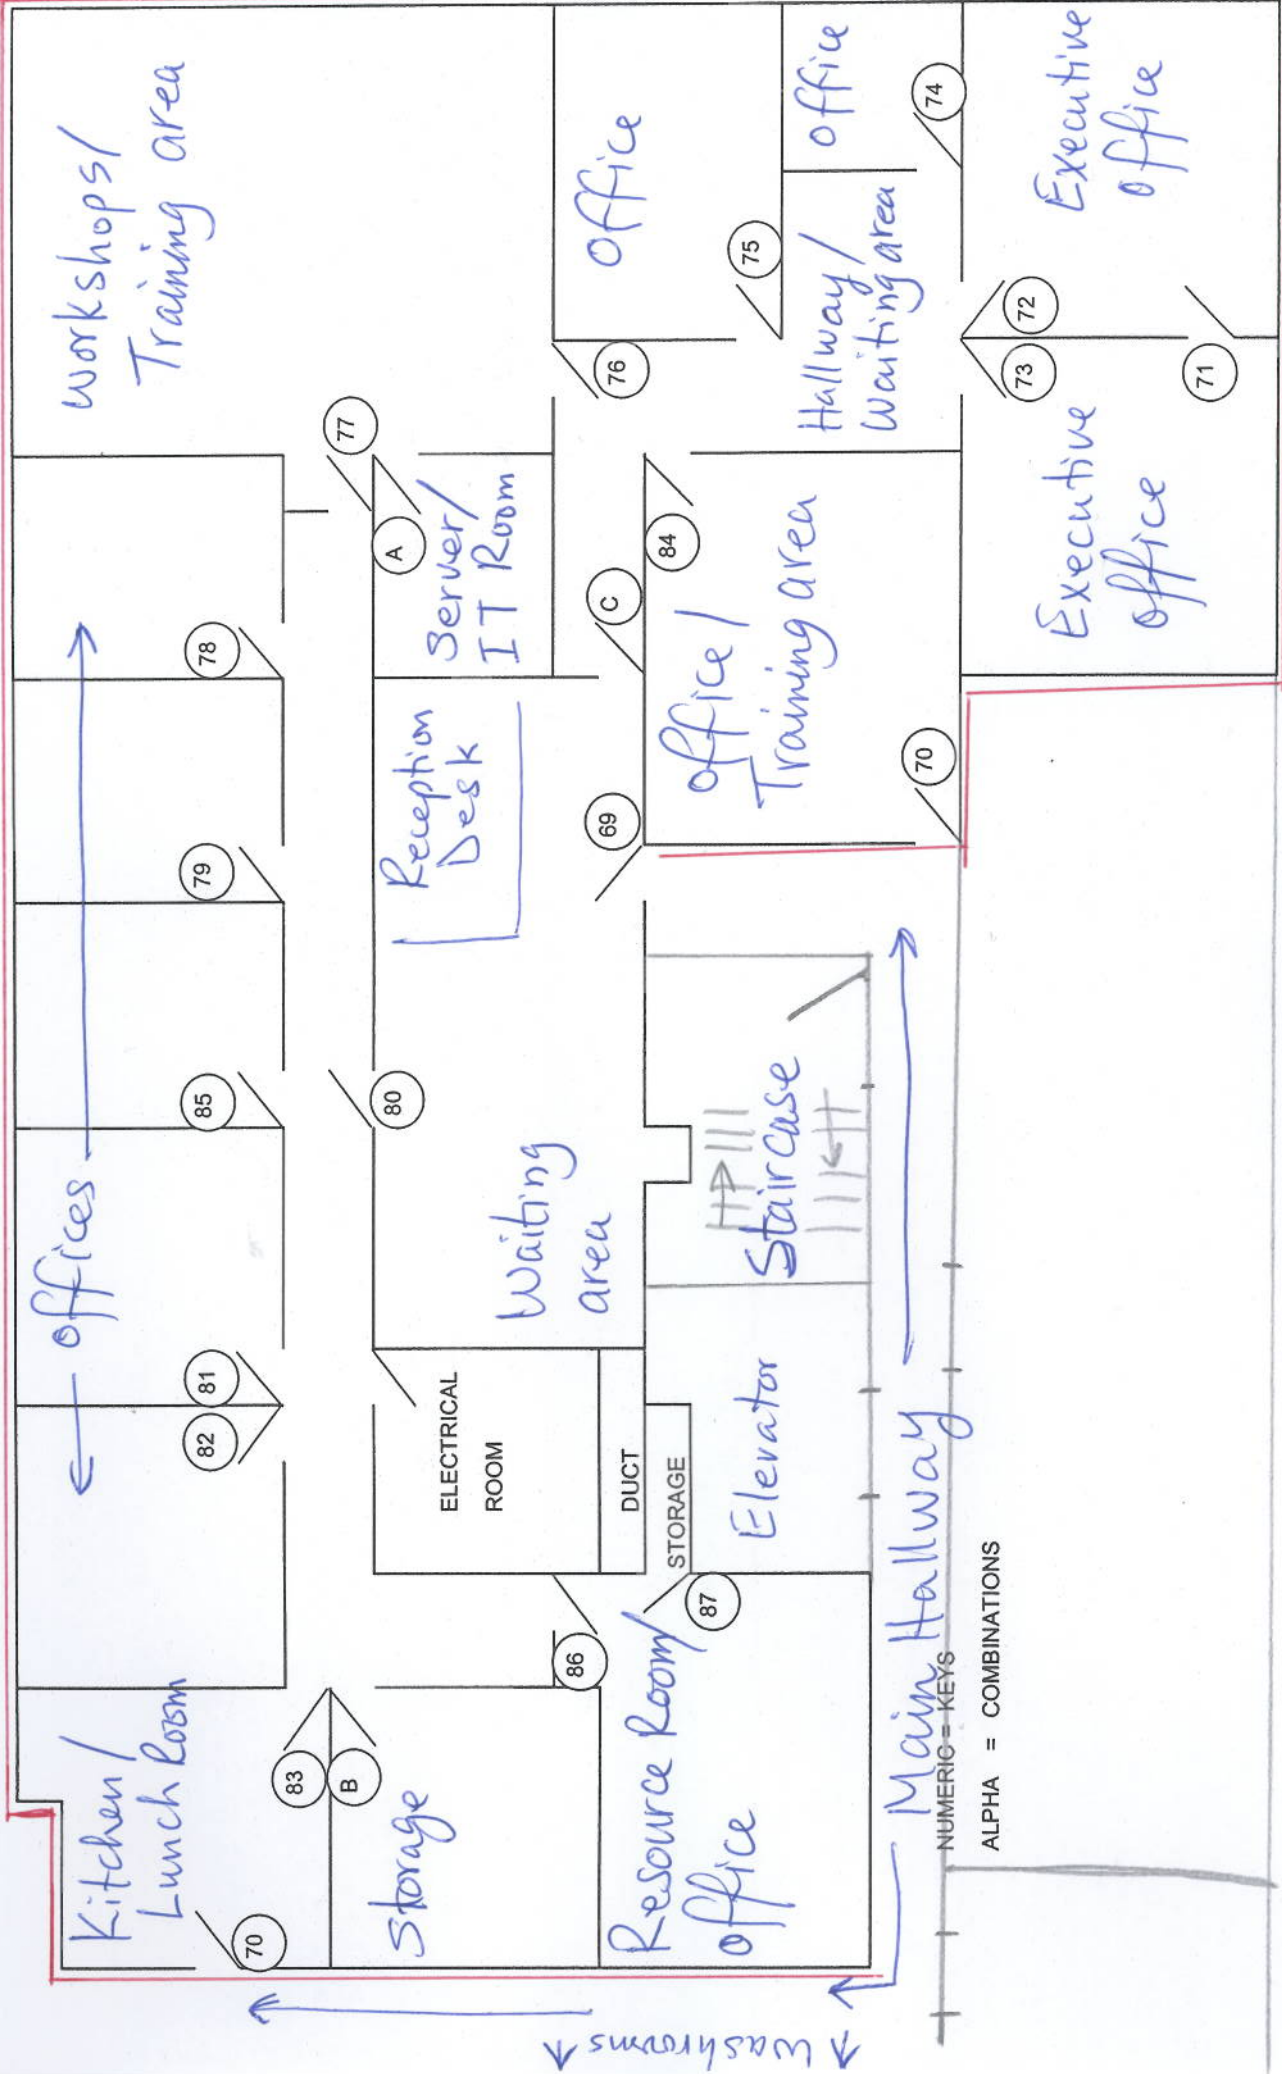 Kitchen/
Lunch Room
← offices →
Workshops/
Training area
70
83
B
82
81
85
79
78
77
Storage
80
A
Server/
IT Room
Reception
Desk
ELECTRICAL
ROOM
Waiting
area
86
DUCT
STORAGE
87
Resource Room/
office
Elevator
Staircase
69
C
84
76
office
75
office
74
office /
Training area
70
Hallway/
Waiting area
Main Hallway
73
72
71
Executive
office
Executive
office
↑ Washrooms ↑
NUMERIC = KEYS
ALPHA = COMBINATIONS